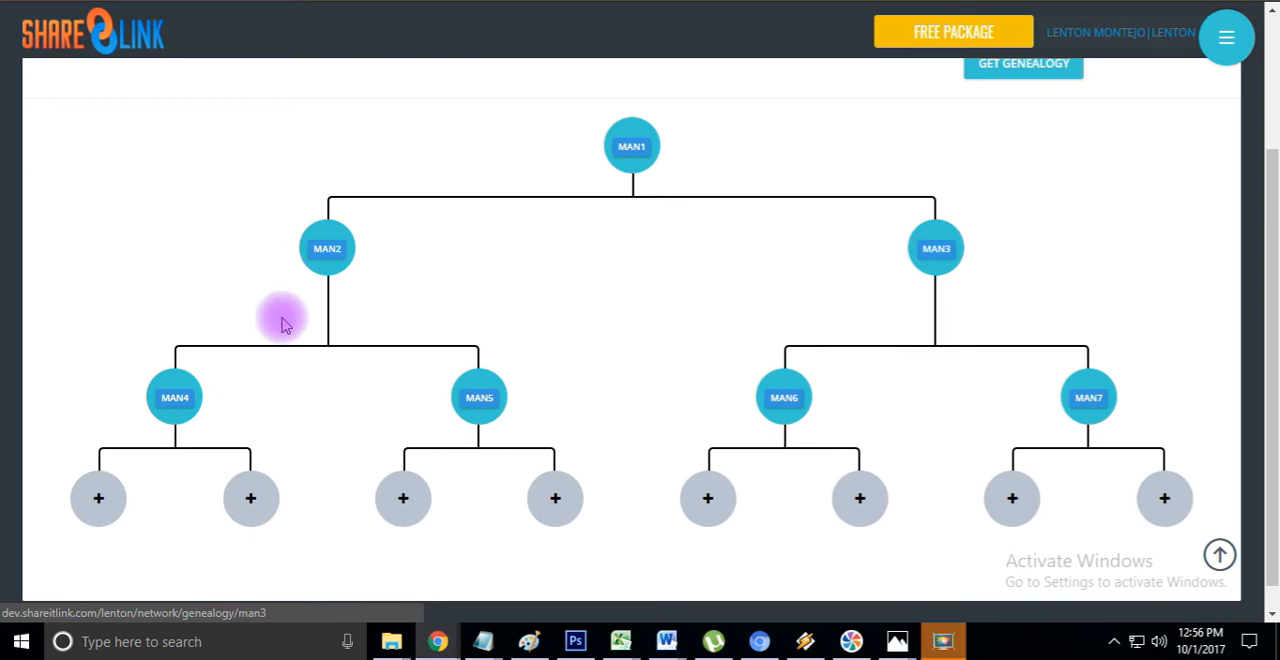 SHARE LINK
FREE PACKAGE
LENTON MONTEJO|LENTON
GET GENEALOGY
MAN1
MAN2
MAN3
MAN4
MAN5
MAN6
MAN7
+ + + + + + + +
Activate Windows
Go to Settings to activate Windows.
dev.shareitlink.com/lenton/network/genealogy/man3
Type here to search
Ps
12:56 PM
10/1/2017